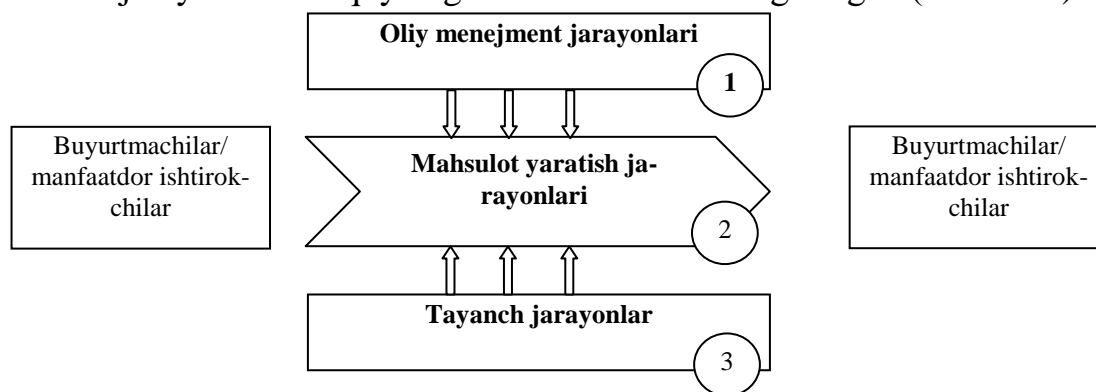 Oliy menejment jarayonlari
1
Buyurtmachilar/
manfaatdor ishtirok-
chilar
Mahsulot yaratish ja-
rayonlari
2
Buyurtmachilar/
manfaatdor ishtirok-
chilar
Tayanch jarayonlar
3